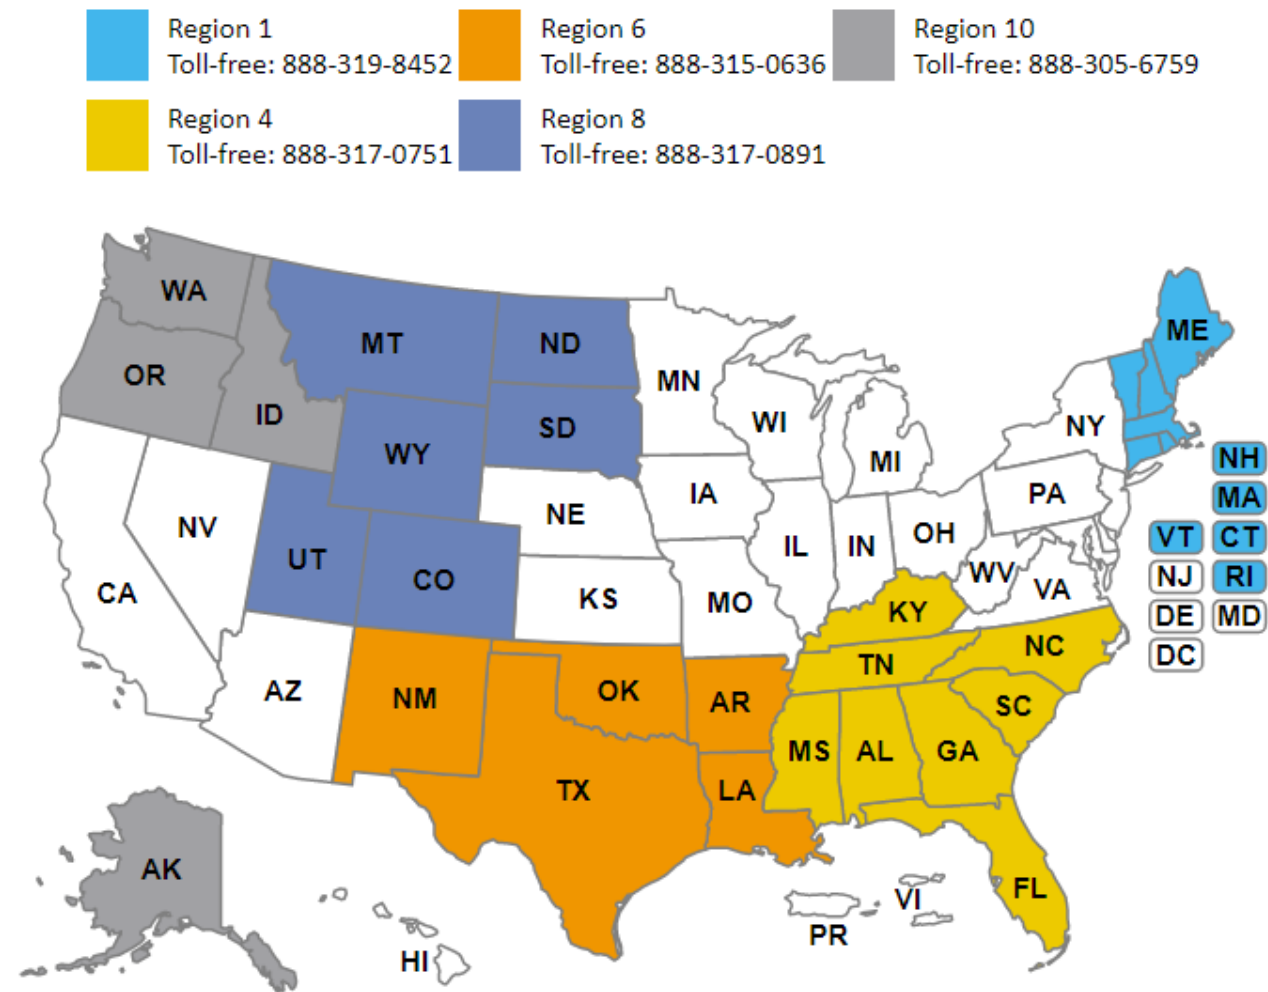 Region 1
Toll-free: 888-319-8452
Region 6
Toll-free: 888-315-0636
Region 10
Toll-free: 888-305-6759
Region 4
Toll-free: 888-317-0751
Region 8
Toll-free: 888-317-0891
WA
MT
ND
ME
OR
ID
MN
WI
NY
SD
WY
MI
NH
IA
PA
MA
NV
NE
IL
IN
OH
VT
CT
UT
CO
WV
VA
NJ
RI
CA
KS
MO
KY
DE
MD
NC
DC
TN
AZ
NM
OK
AR
SC
MS
AL
GA
TX
LA
AK
FL
VI
PR
HI